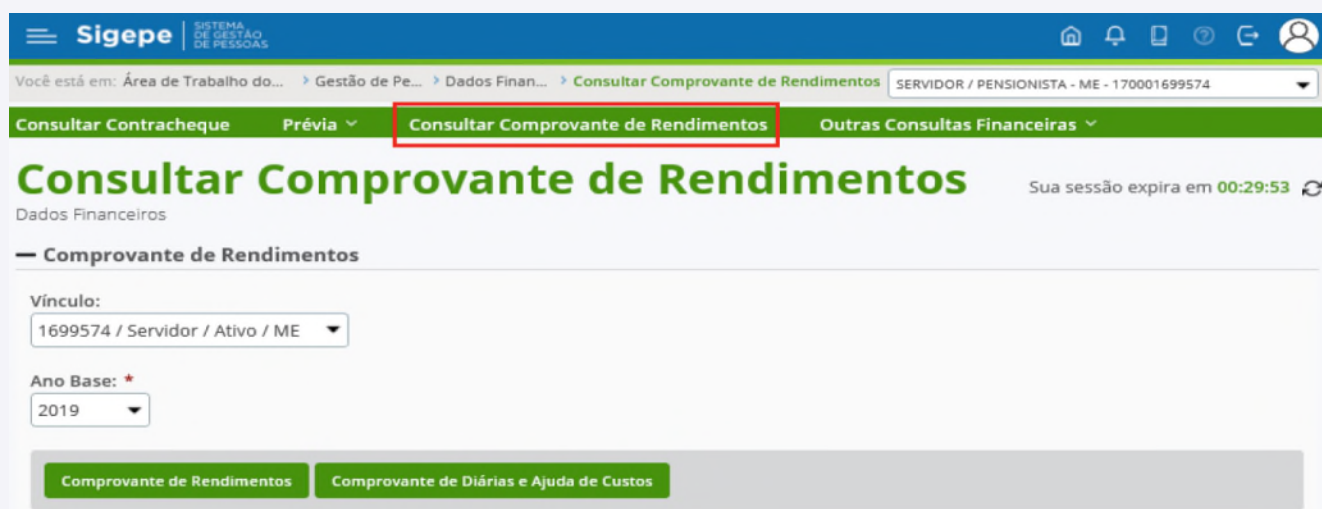 Sigepe SISTEMA DE GESTÃO DE PESSOAS
Você está em: Área de Trabalho do... > Gestão de Pe... > Dados Finan... > Consultar Comprovante de Rendimentos SERVIDOR / PENSIONISTA - ME - 170001699574
Consultar Contracheque Prévia Consultar Comprovante de Rendimentos Outras Consultas Financeiras
Consultar Comprovante de Rendimentos Sua sessão expira em 00:29:53
Dados Financeiros
Comprovante de Rendimentos
Vínculo:
1699574 / Servidor / Ativo / ME
Ano Base: *
2019
Comprovante de Rendimentos Comprovante de Diárias e Ajuda de Custos